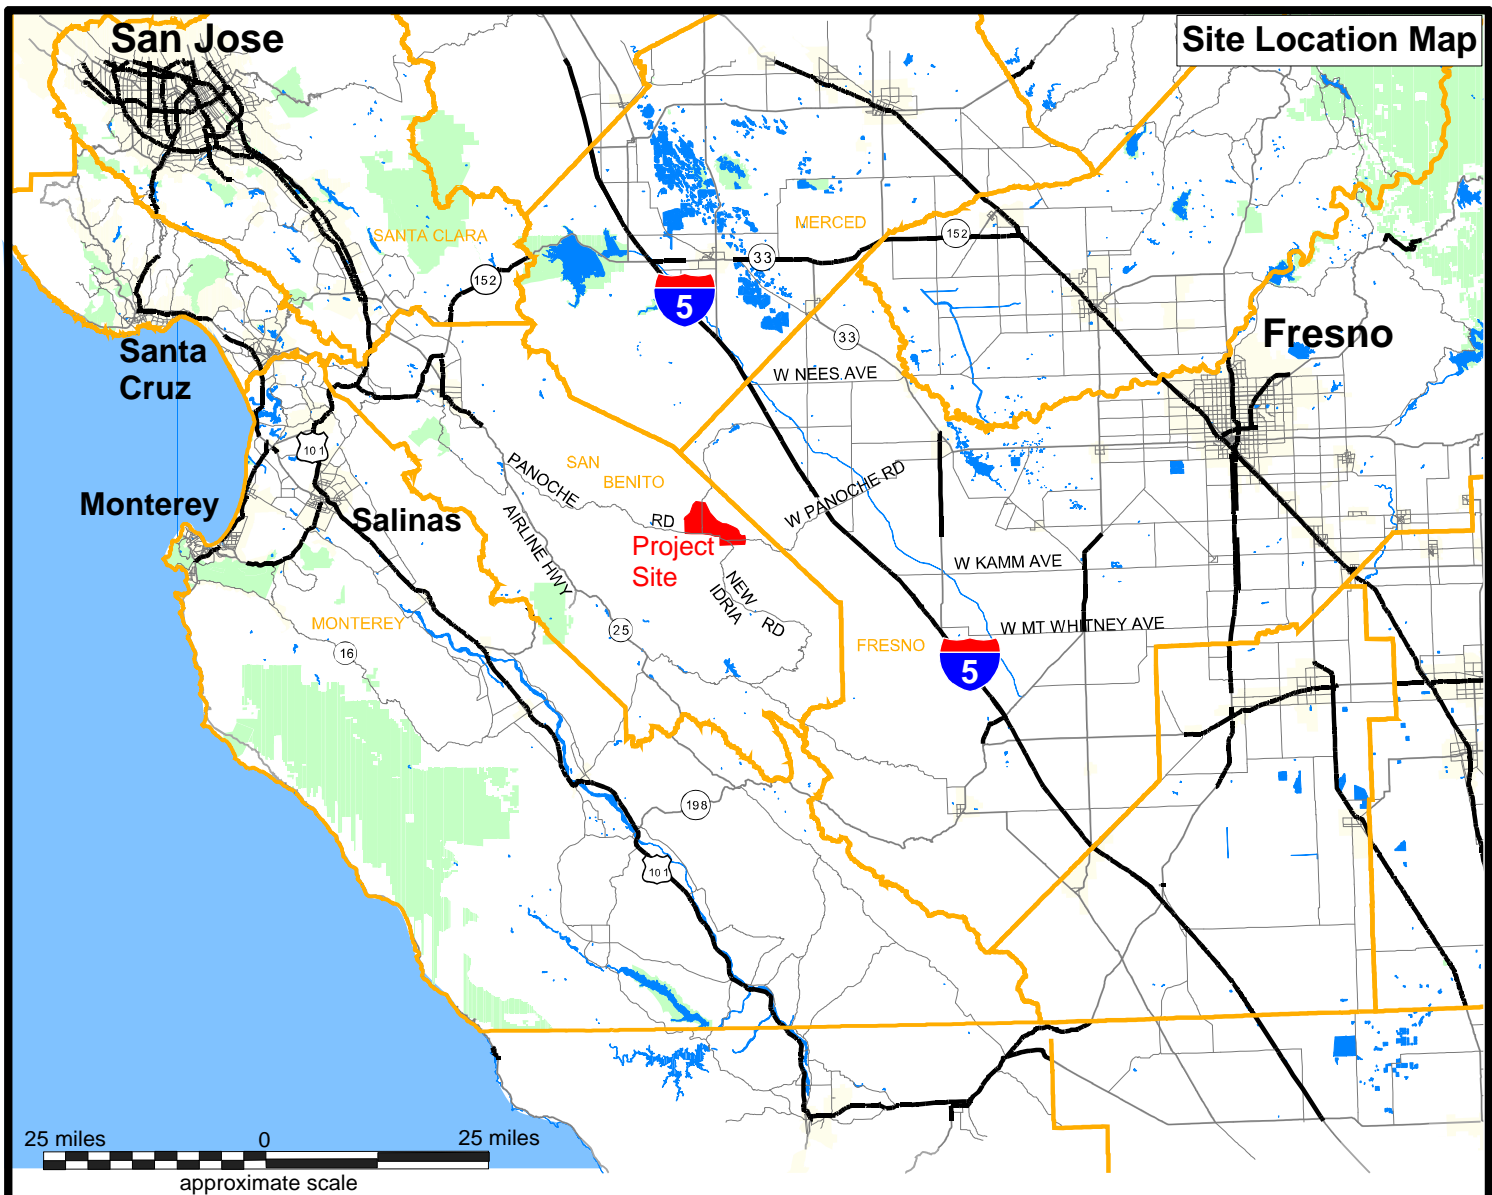 San Jose
Site Location Map
SANTA CLARA
MERCED
152
152
33
5
33
Fresno
Santa
Cruz
W NEES AVE
101
SAN
BENITO
PANOCHE
RD
W PANOCHE RD
Monterey
Salinas
AIRLINE HWY
Project
Site
W KAMM AVE
NEW
IDRIA
RD
MONTEREY
16
25
FRESNO
W MT WHITNEY AVE
5
198
101
25 miles
0
25 miles
approximate scale